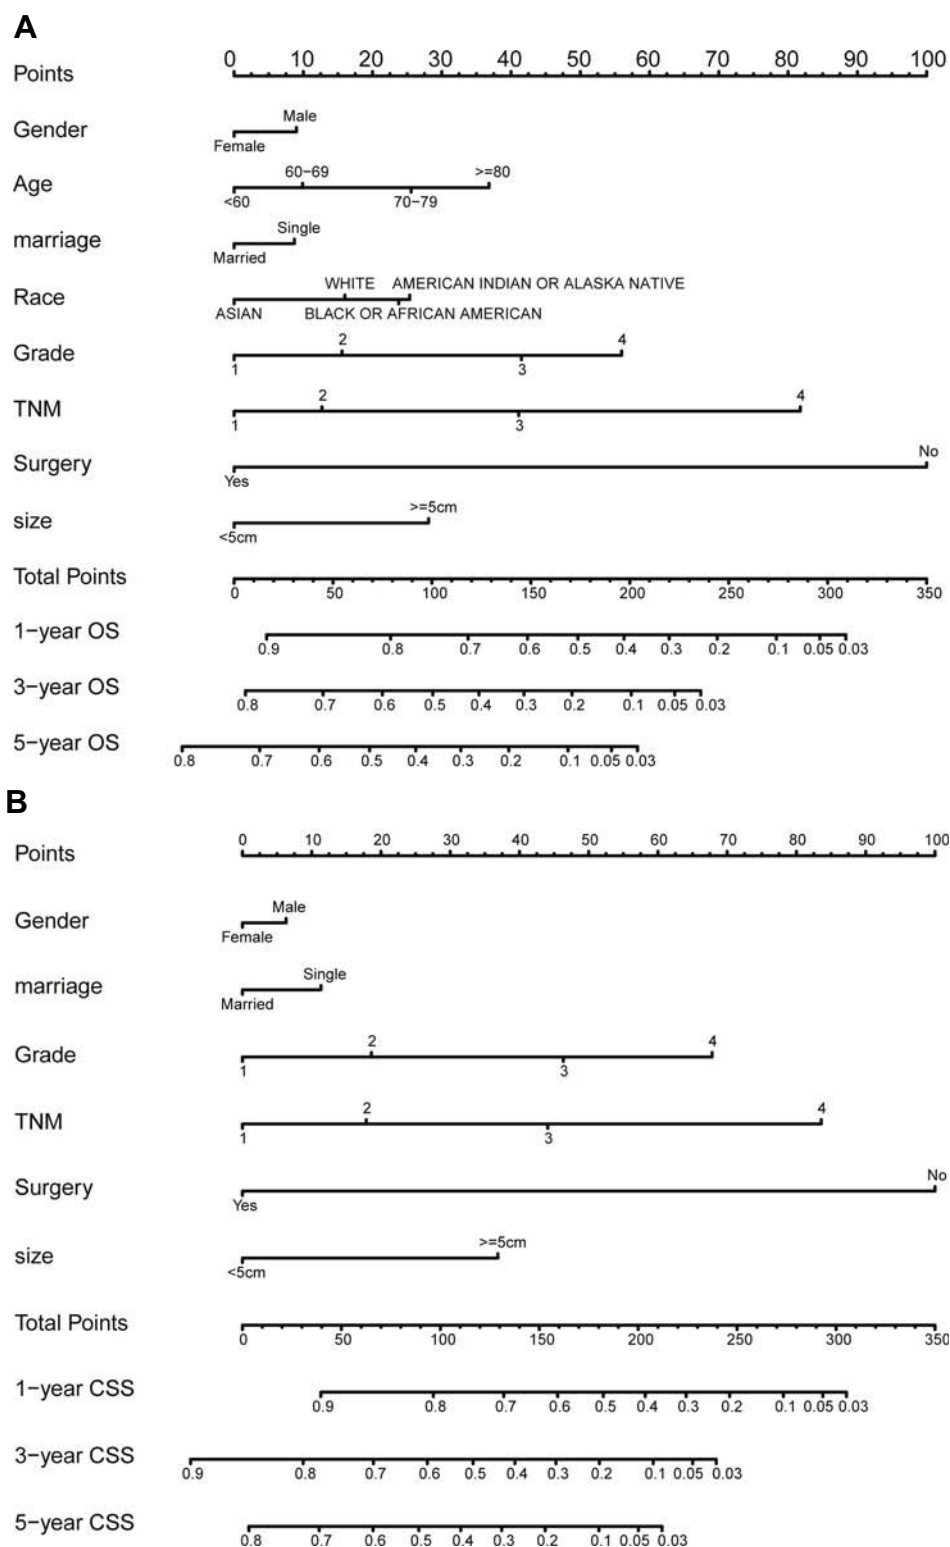 A
0 10 20 30 40 50 60 70 80 90 100
Points
Male
Gender
Female
60−69 >=80
Age
<60 70−79
Single
marriage
Married
WHITE AMERICAN INDIAN OR ALASKA NATIVE
Race
ASIAN BLACK OR AFRICAN AMERICAN
2 4
Grade
1 3
2 4
TNM
1 3
No
Surgery
Yes
>=5cm
size
<5cm
Total Points
0 50 100 150 200 250 300 350
1−year OS
0.9 0.8 0.7 0.6 0.5 0.4 0.3 0.2 0.1 0.05 0.03
3−year OS
0.8 0.7 0.6 0.5 0.4 0.3 0.2 0.1 0.05 0.03
5−year OS
0.8 0.7 0.6 0.5 0.4 0.3 0.2 0.1 0.05 0.03
B
0 10 20 30 40 50 60 70 80 90 100
Points
Male
Gender
Female
Single
marriage
Married
2 4
Grade
1 3
2 4
TNM
1 3
No
Surgery
Yes
>=5cm
size
<5cm
Total Points
0 50 100 150 200 250 300 350
1−year CSS
0.9 0.8 0.7 0.6 0.5 0.4 0.3 0.2 0.1 0.05 0.03
3−year CSS
0.9 0.8 0.7 0.6 0.5 0.4 0.3 0.2 0.1 0.05 0.03
5−year CSS
0.8 0.7 0.6 0.5 0.4 0.3 0.2 0.1 0.05 0.03